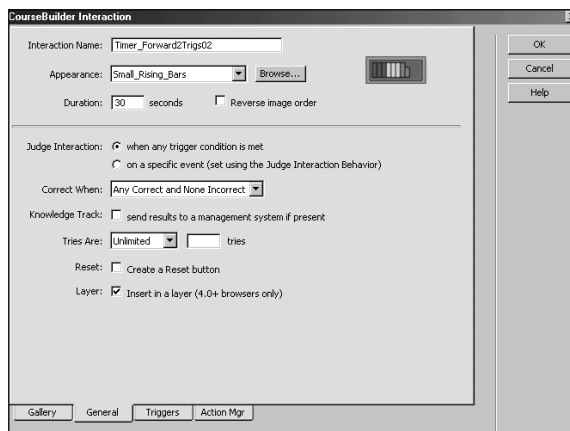 CourseBuilder Interaction
Interaction Name: Timer_Forward2Trigs02
OK
Appearance: Small_Rising_Bars Browse...
Cancel
Duration: 30 seconds Reverse image order
Help
Judge Interaction: when any trigger condition is met
on a specific event (set using the Judge Interaction Behavior)
Correct When: Any Correct and None Incorrect
Knowledge Track: send results to a management system if present
Tries Are: Unlimited tries
Reset: Create a Reset button
Layer: Insert in a layer (4.0+ browsers only)
Gallery General Triggers Action Mgr